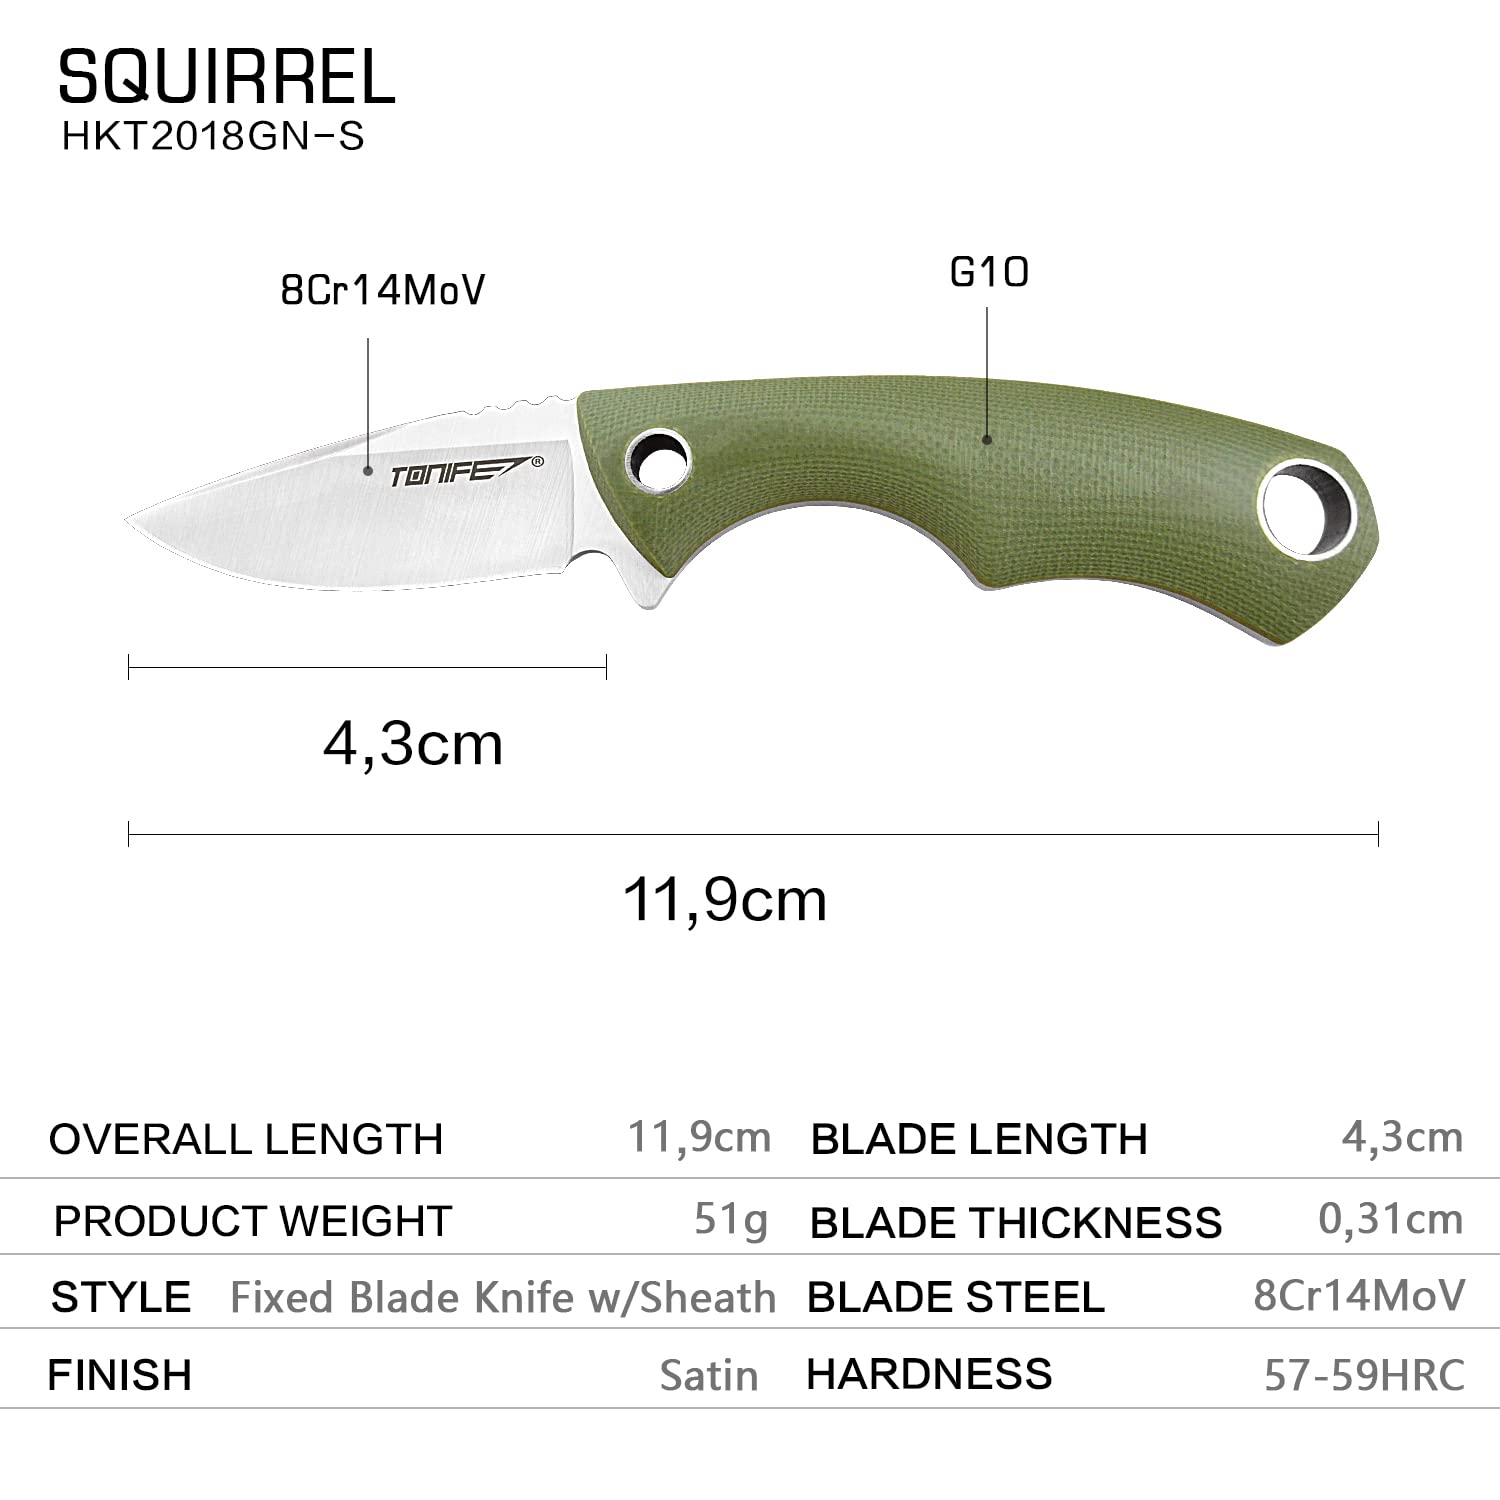 SQUIRREL
HKT2018GN-S
8Cr14MoV
G10
TONIFE®
4,3cm
11,9cm
OVERALL LENGTH 11,9cm BLADE LENGTH 4,3cm
PRODUCT WEIGHT 51g BLADE THICKNESS 0,31cm
STYLE Fixed Blade Knife w/Sheath BLADE STEEL 8Cr14MoV
FINISH Satin HARDNESS 57-59HRC